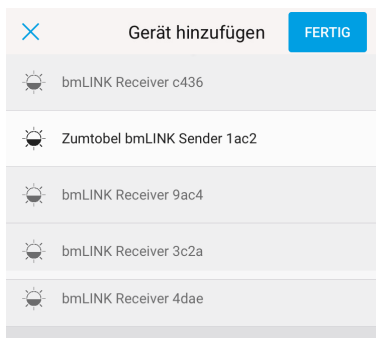 Gerät hinzufügen
FERTIG
bmLINK Receiver c436
Zumtobel bmLINK Sender 1ac2
bmLINK Receiver 9ac4
bmLINK Receiver 3c2a
bmLINK Receiver 4dae